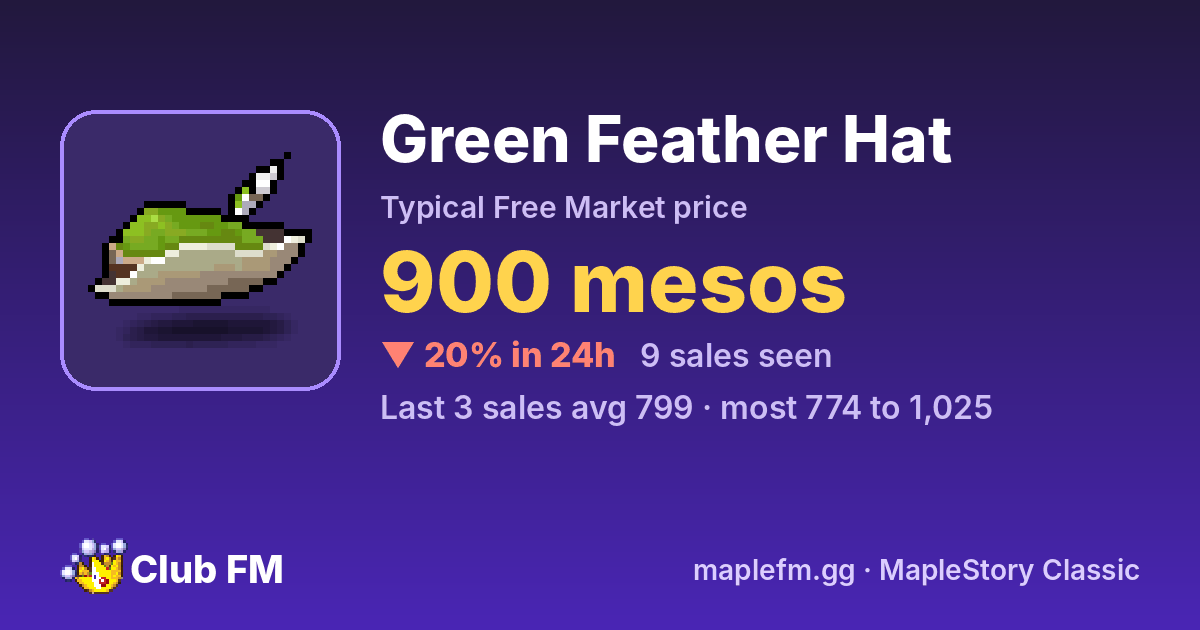 Green Feather Hat
Typical Free Market price
900 mesos
▼ 20% in 24h 9 sales seen
Last 3 sales avg 799 · most 774 to 1,025
Club FM
maplefm.gg · MapleStory Classic